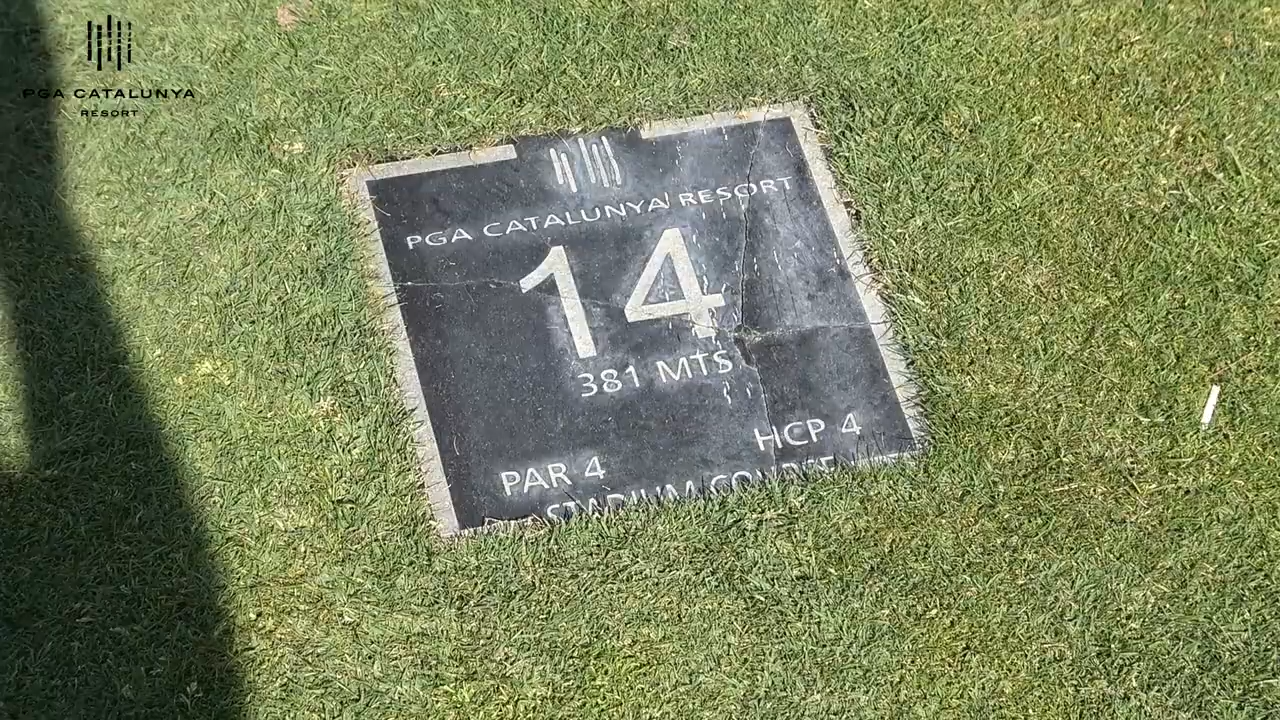 PGA CATALUNYA
RESORT
PGA CATALUNYA RESORT
14
381 MTS
HCP 4
PAR 4
STADIUM COURSE